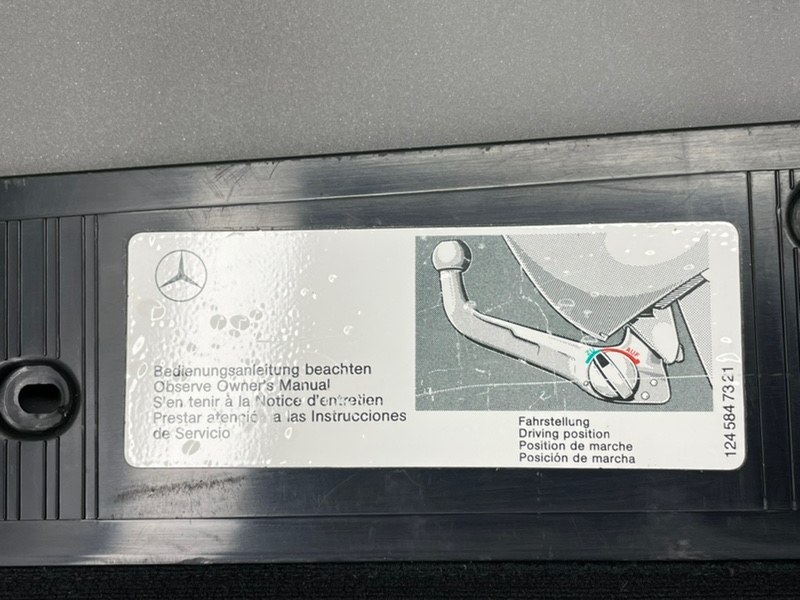 Bedienungsanleitung beachten
Observe Owner's Manual
S'en tenir à la Notice d'entretien
Prestar atención a las Instrucciones
de Servicio
AUF
Fahrstellung
Driving position
Position de marche
Posición de marcha
124 584 73 21